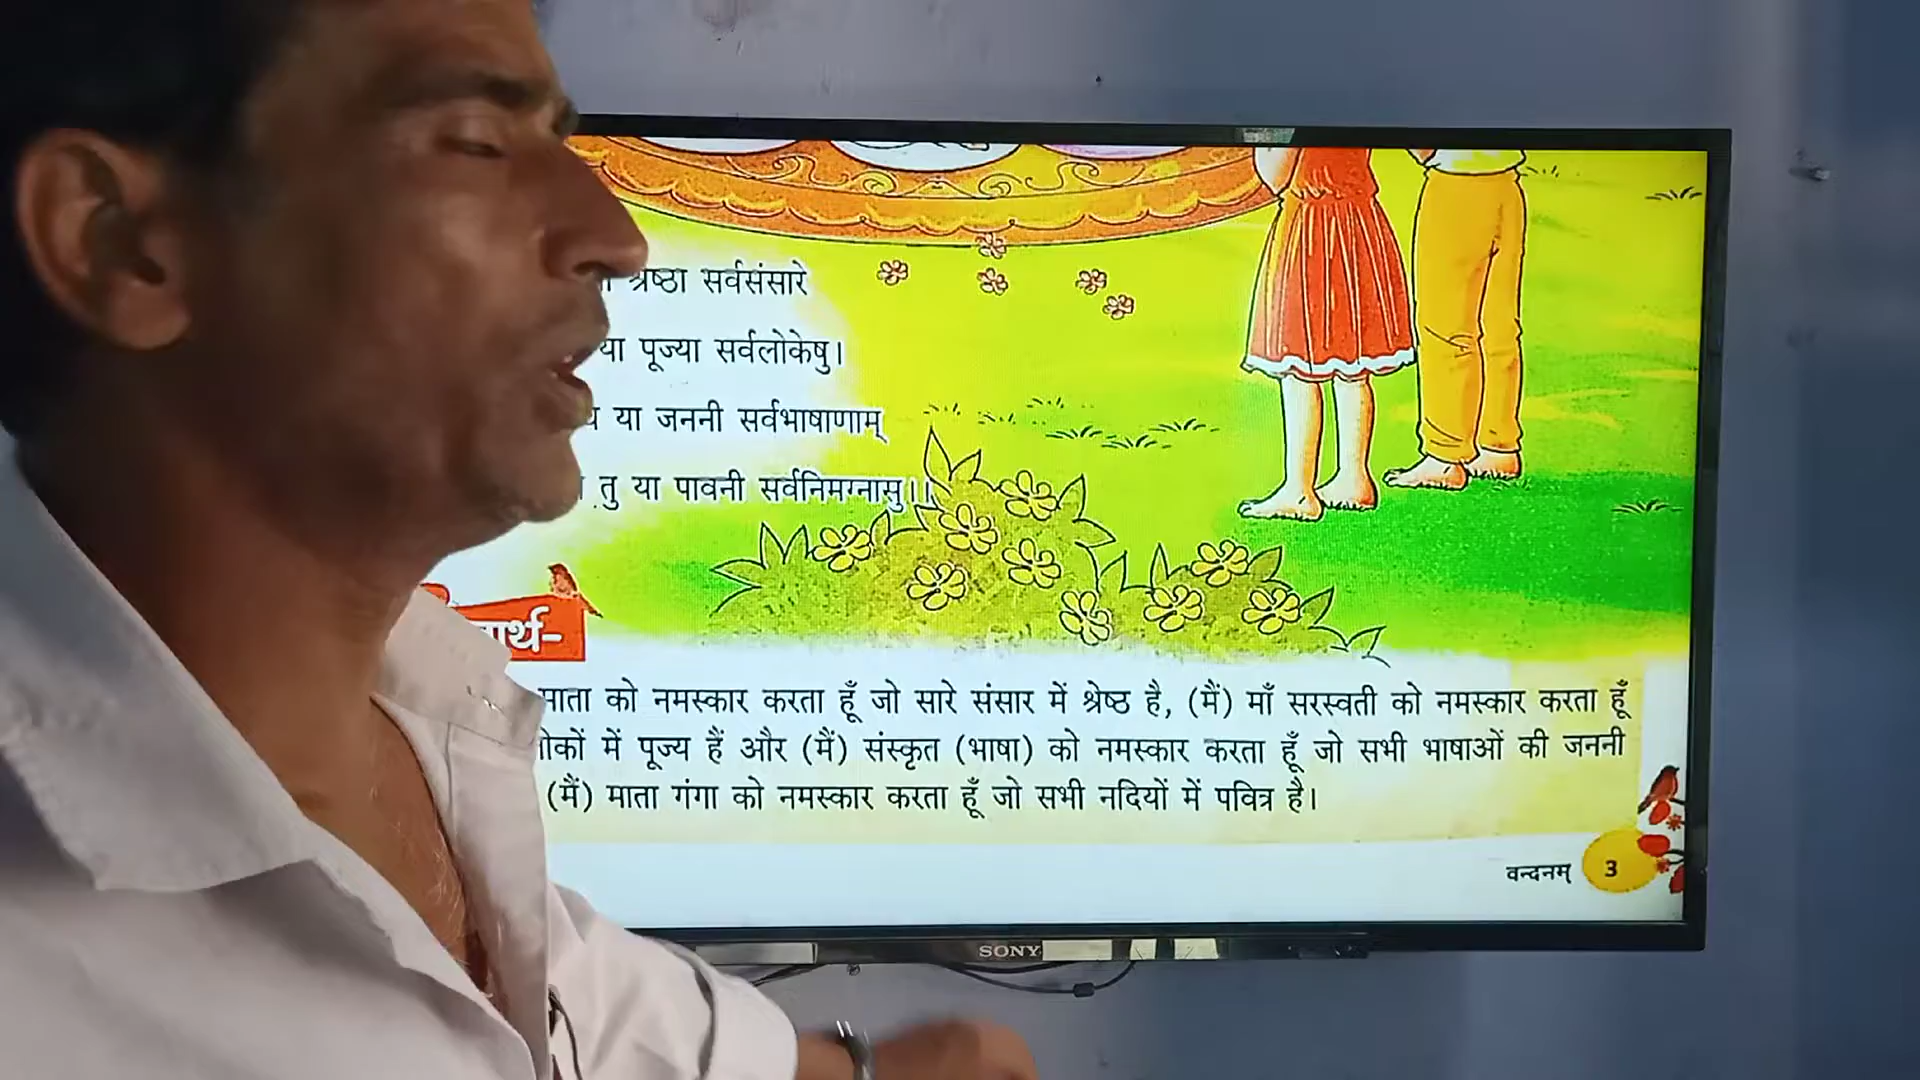 श्रेष्ठा सर्वसंसारे
या पूज्या सर्वलोकेषु।
या जननी सर्वभाषाणाम्
तु या पावनी सर्वनिमग्नासु।।
माता को नमस्कार करता हूँ जो सारे संसार में श्रेष्ठ है, (मैं) माँ सरस्वती को नमस्कार करता हूँ
में पूज्य हैं और (मैं) संस्कृत (भाषा) को नमस्कार करता हूँ जो सभी भाषाओं की जननी
(मैं) माता गंगा को नमस्कार करता हूँ जो सभी नदियों में पवित्र है।
वन्दनम् 3
SONY